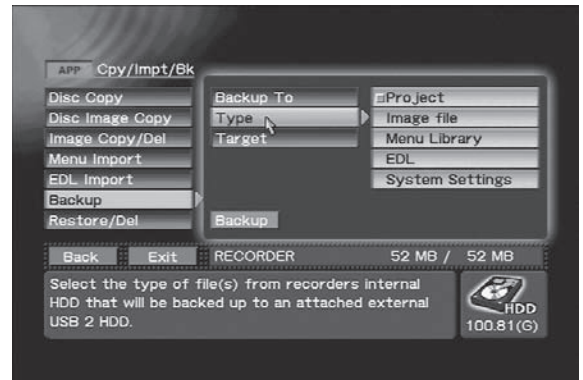 APP Cpy/Impt/Bk
Disc Copy
Disc Image Copy
Image Copy/Del
Menu Import
EDL Import
Backup
Restore/Del
Backup To
Type
Target
Backup
Project
Image file
Menu Library
EDL
System Settings
Back Exit RECORDER 52 MB / 52 MB
Select the type of file(s) from recorders internal
HDD that will be backed up to an attached external
USB 2 HDD.
HDD
100.81(G)